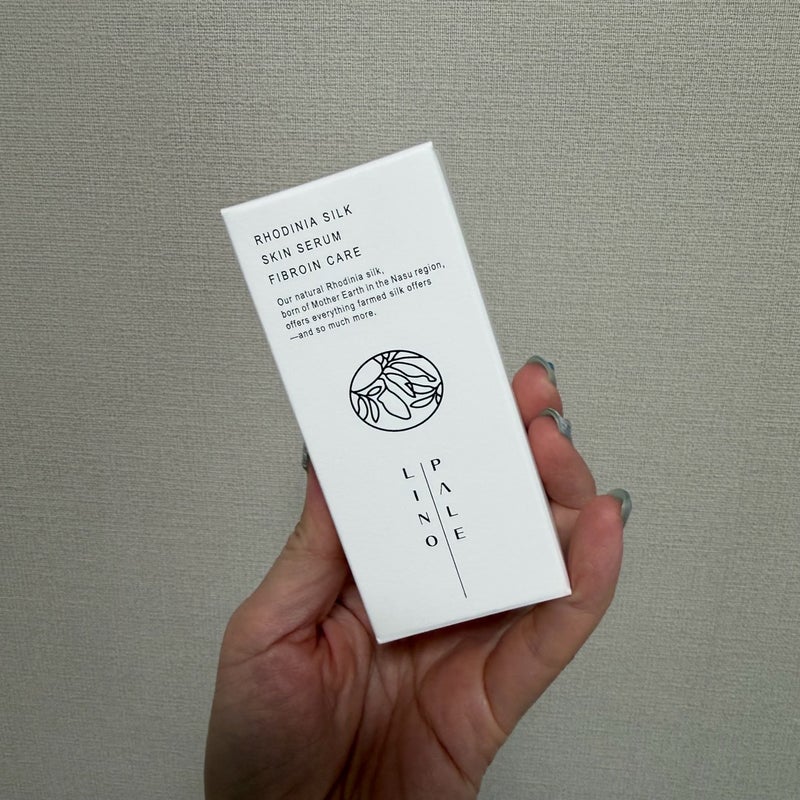 RHODINIA SILK
SKIN SERUM
FIBROIN CARE
Our natural Rhodinia silk,
born of Mother Earth in the Nasu region,
offers everything farmed silk offers
—and so much more.
LINO
PALE